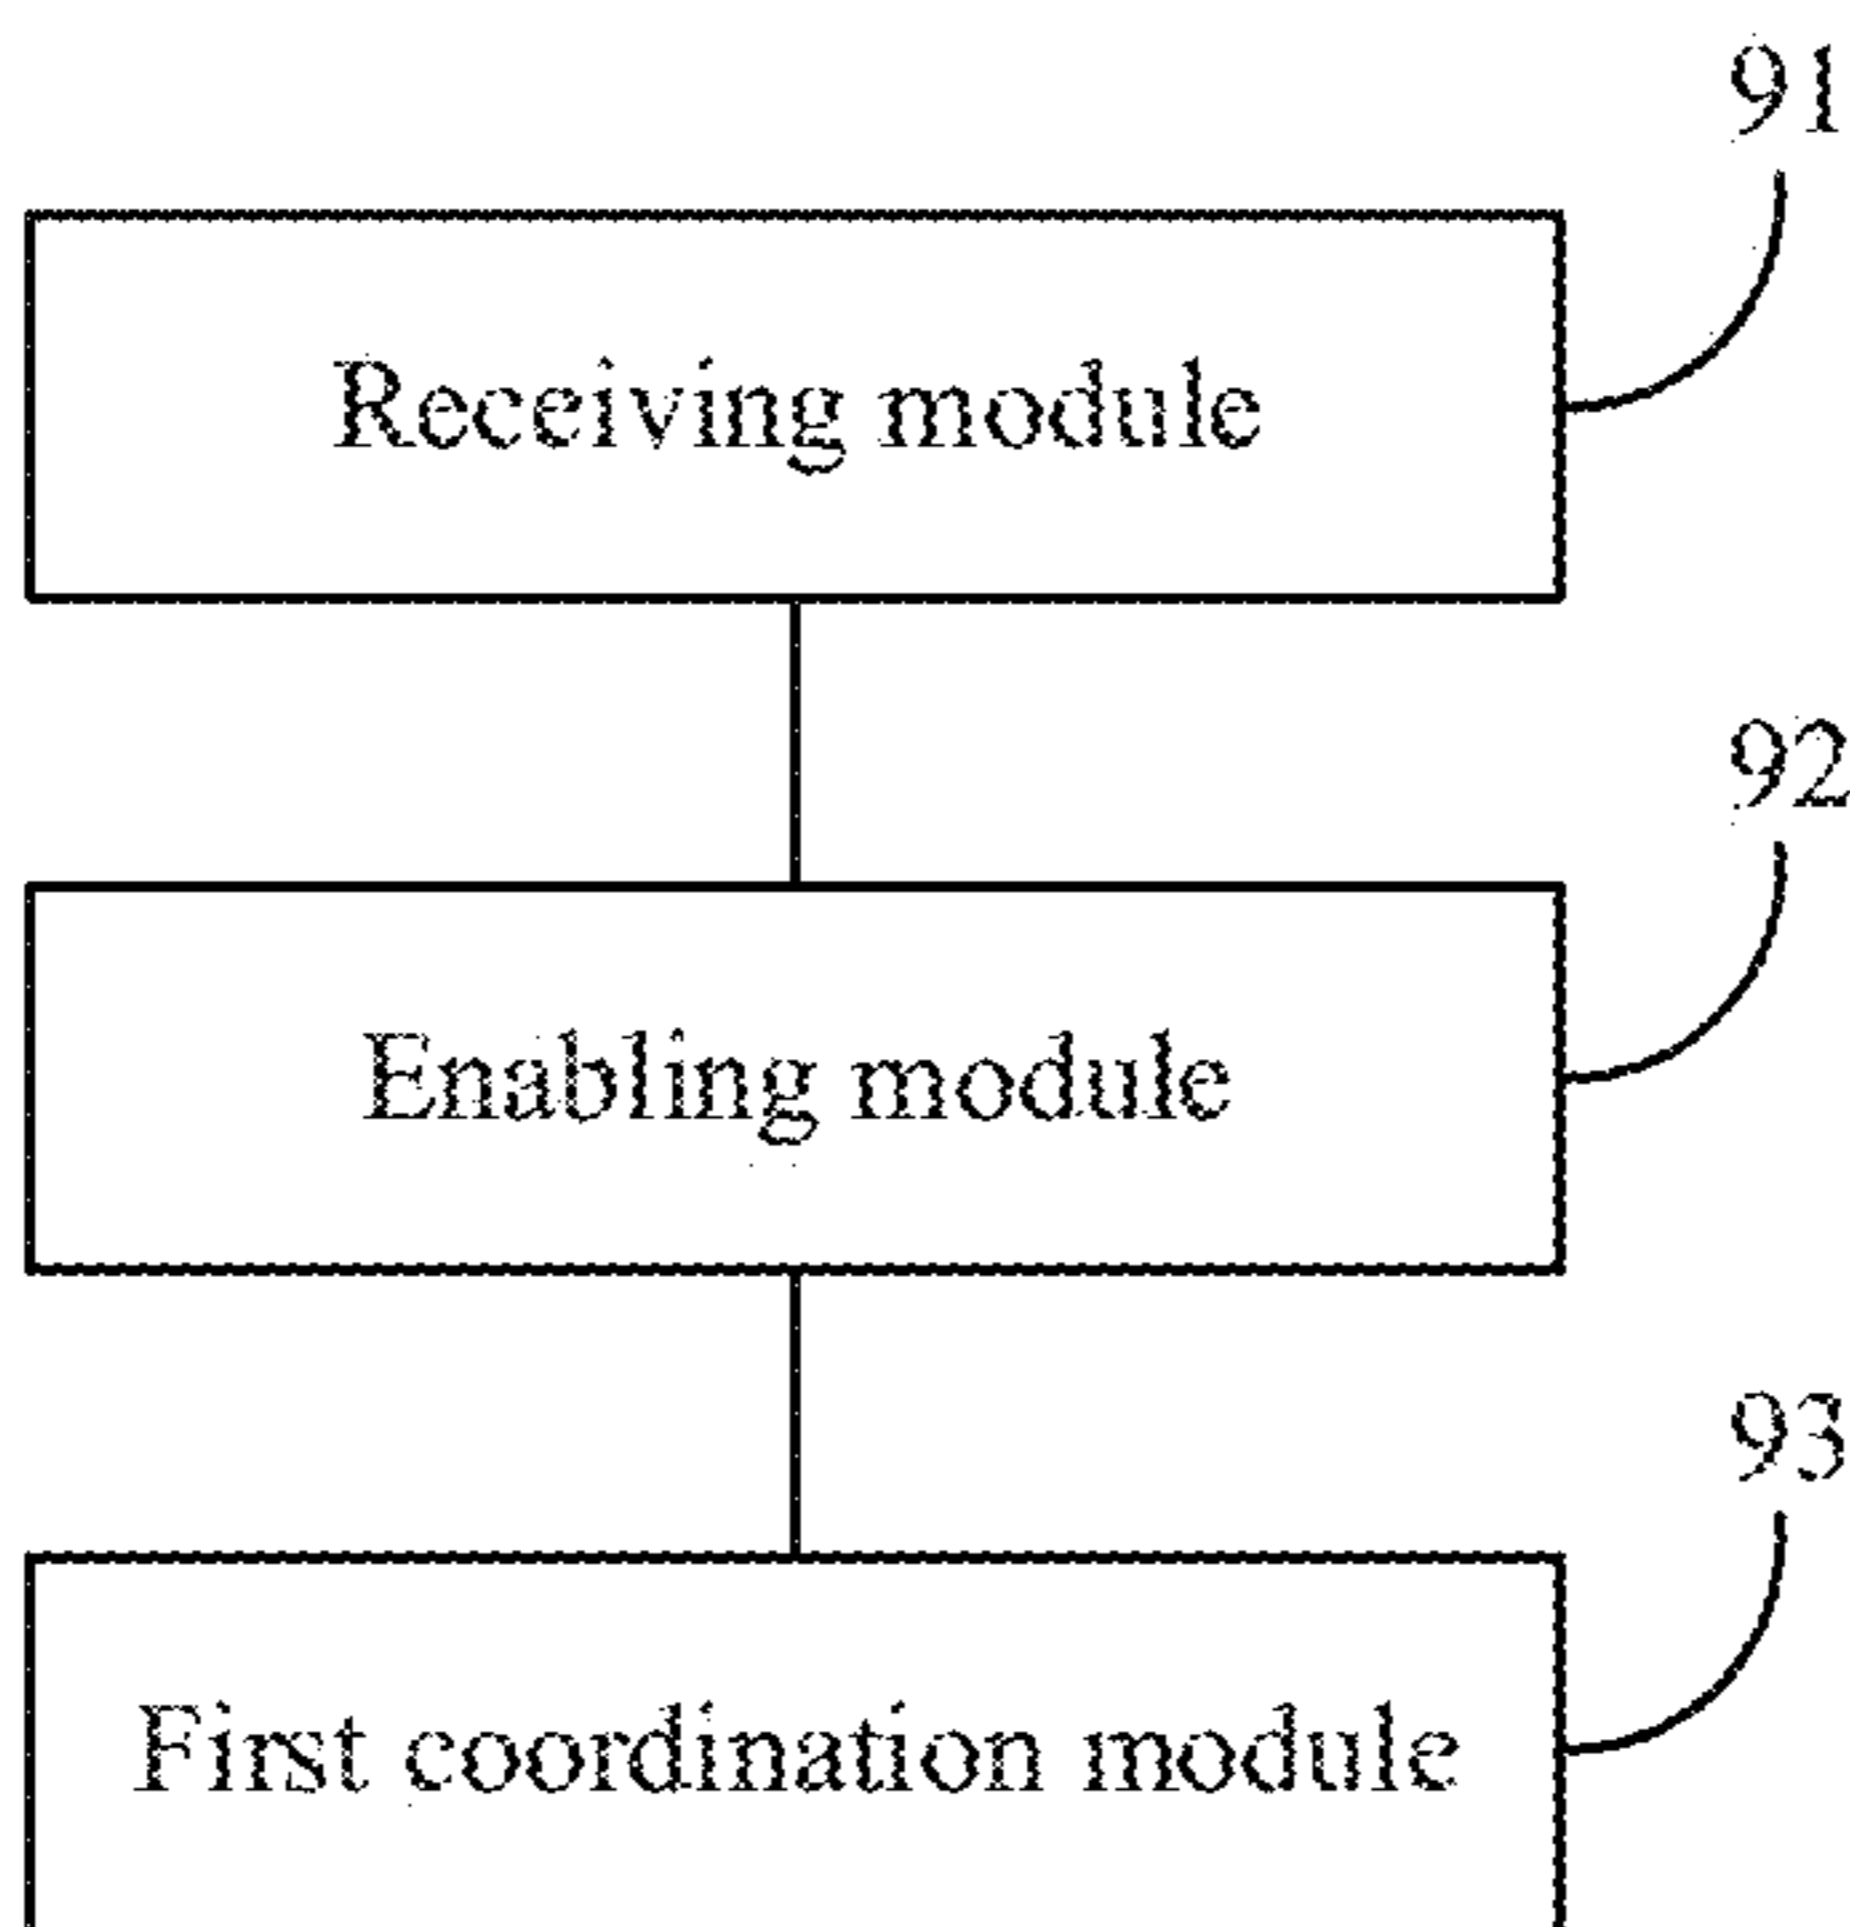 91
Receiving module
92
Enabling module
93
First coordination module